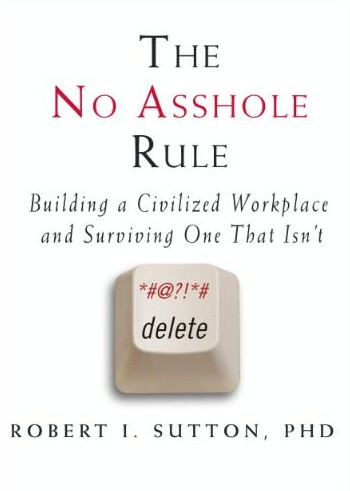 THE
NO ASSHOLE
RULE
Building a Civilized Workplace
and Surviving One That Isn't
*#@?!*#
delete
ROBERT I. SUTTON, PHD